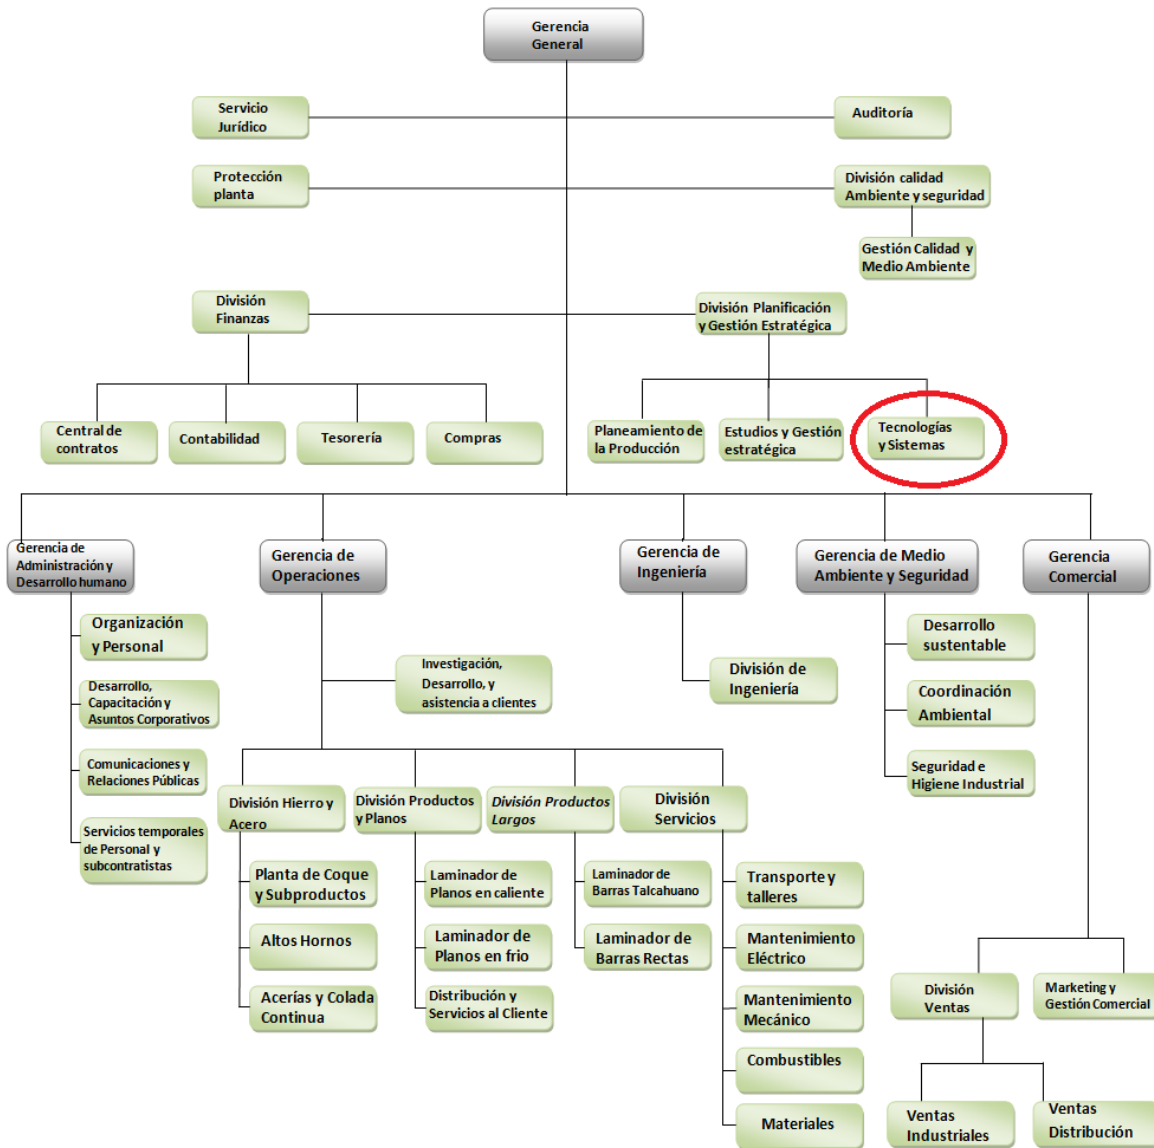 Gerencia
General
Servicio
Jurídico
Auditoría
Protección
planta
División calidad
Ambiente y seguridad
Gestión Calidad y
Medio Ambiente
División
Finanzas
División Planificación
y Gestión Estratégica
Central de
contratos
Contabilidad
Tesorería
Compras
Planeamiento de
la Producción
Estudios y Gestión
estratégica
Tecnologías
y Sistemas
Gerencia de
Administración y
Desarrollo humano
Gerencia de
Operaciones
Gerencia de
Ingeniería
Gerencia de Medio
Ambiente y Seguridad
Gerencia
Comercial
Organización
y Personal
Desarrollo,
Capacitación y
Asuntos Corporativos
Comunicaciones y
Relaciones Públicas
Servicios temporales
de Personal y
subcontratistas
Investigación,
Desarrollo, y
asistencia a clientes
División de
Ingeniería
Desarrollo
sustentable
Coordinación
Ambiental
Seguridad e
Higiene Industrial
División Hierro y
Acero
División Productos
y Planos
División Productos
Largos
División
Servicios
Planta de Coque
y Subproductos
Altos Hornos
Acerías y Colada
Continua
Laminador de
Planos en caliente
Laminador de
Planos en frio
Distribución y
Servicios al Cliente
Laminador de
Barras Talcahuano
Laminador de
Barras Rectas
Transporte y
talleres
Mantenimiento
Eléctrico
Mantenimiento
Mecánico
Combustibles
Materiales
División
Ventas
Marketing y
Gestión Comercial
Ventas
Industriales
Ventas
Distribución